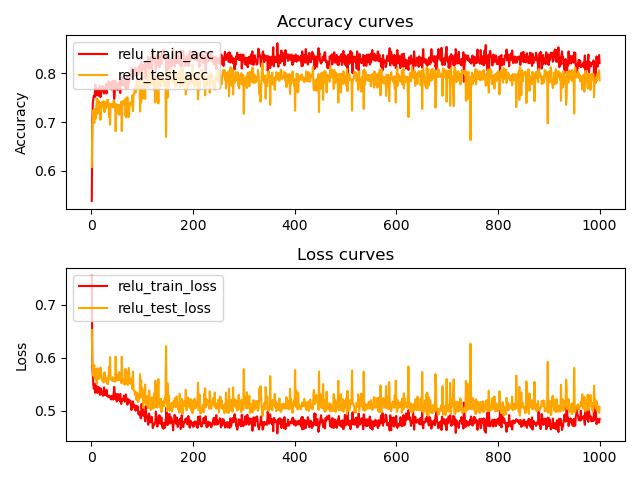 Accuracy curves
relu_train_acc
relu_test_acc
0.8
0.7
0.6
Accuracy
0 200 400 600 800 1000
Loss curves
relu_train_loss
relu_test_loss
0.7
0.6
0.5
Loss
0 200 400 600 800 1000